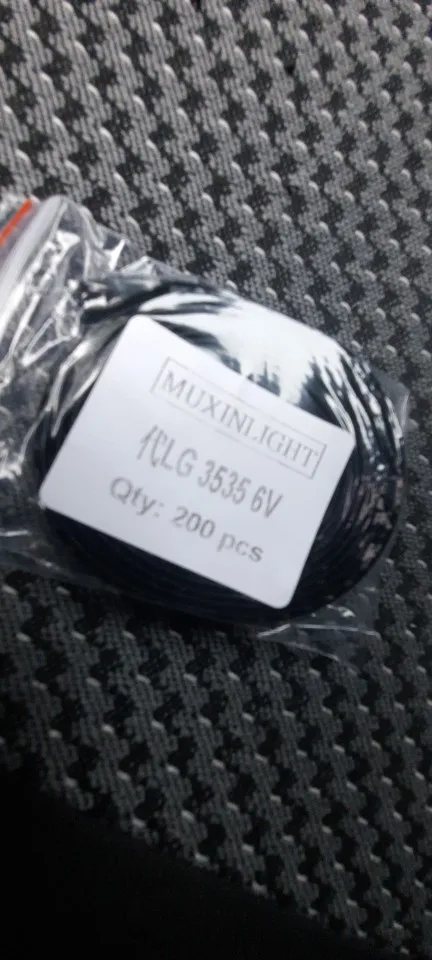 MUXINLIGHT
代LG 3535 6V
Qty: 200 pcs